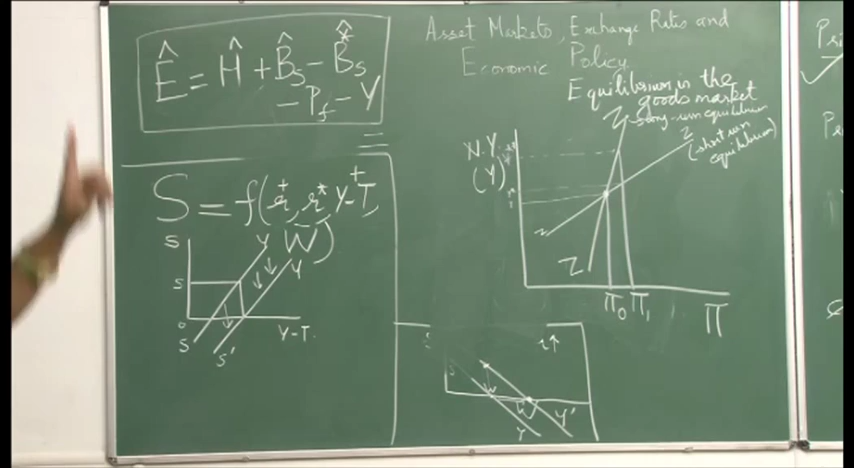 Ê = Ĥ + B̂s − B̂*s
− Pf − Y
S = f(r⁺, r*, Y−T⁺,
W̄)
S
Y
Y
S
O
Y-T.
S
S'
Asset Markets, Exchange Rates and
Economic Policy
Equilibrium in the
goods market
Z long-run equilibrium
Z
(short run
equilibrium)
N.Y.
(Y)
Z
Π₀ Π₁
Π
r↑
W
Y
Y'